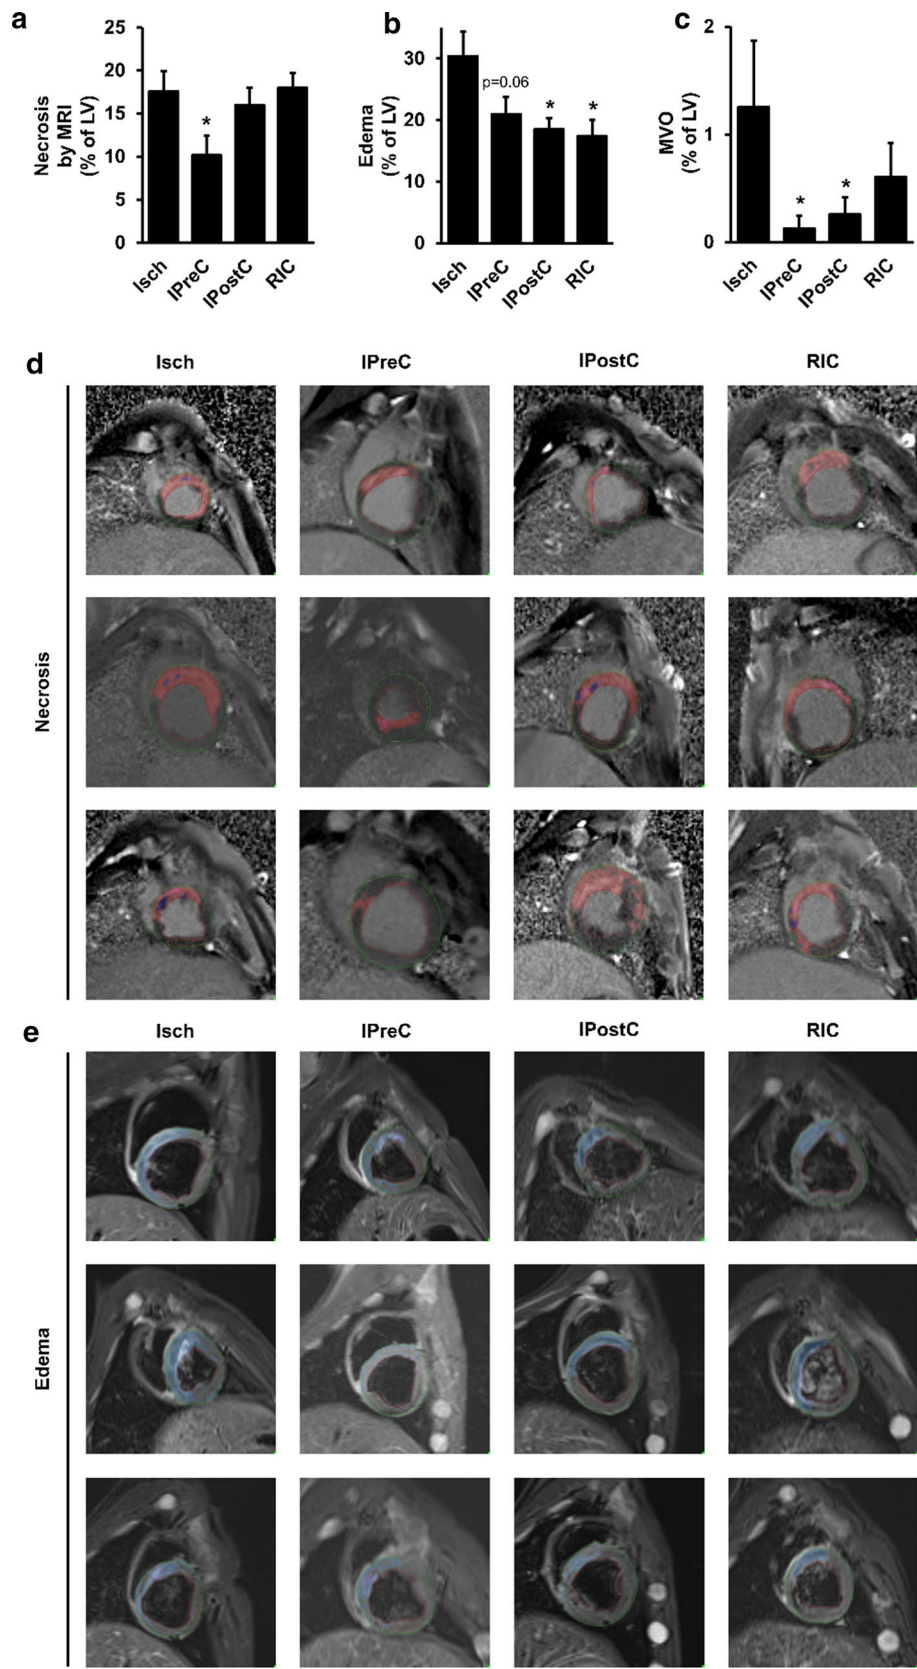 a
Necrosis
by MRI
(% of LV)
25
20
15
10
5
0
*
Isch
IPreC
IPostC
RIC
b
Edema
(% of LV)
30
20
10
0
p=0.06
*
*
Isch
IPreC
IPostC
RIC
c
MVO
(% of LV)
2
1
0
*
*
Isch
IPreC
IPostC
RIC
d
Isch IPreC IPostC RIC
Necrosis
e
Isch IPreC IPostC RIC
Edema